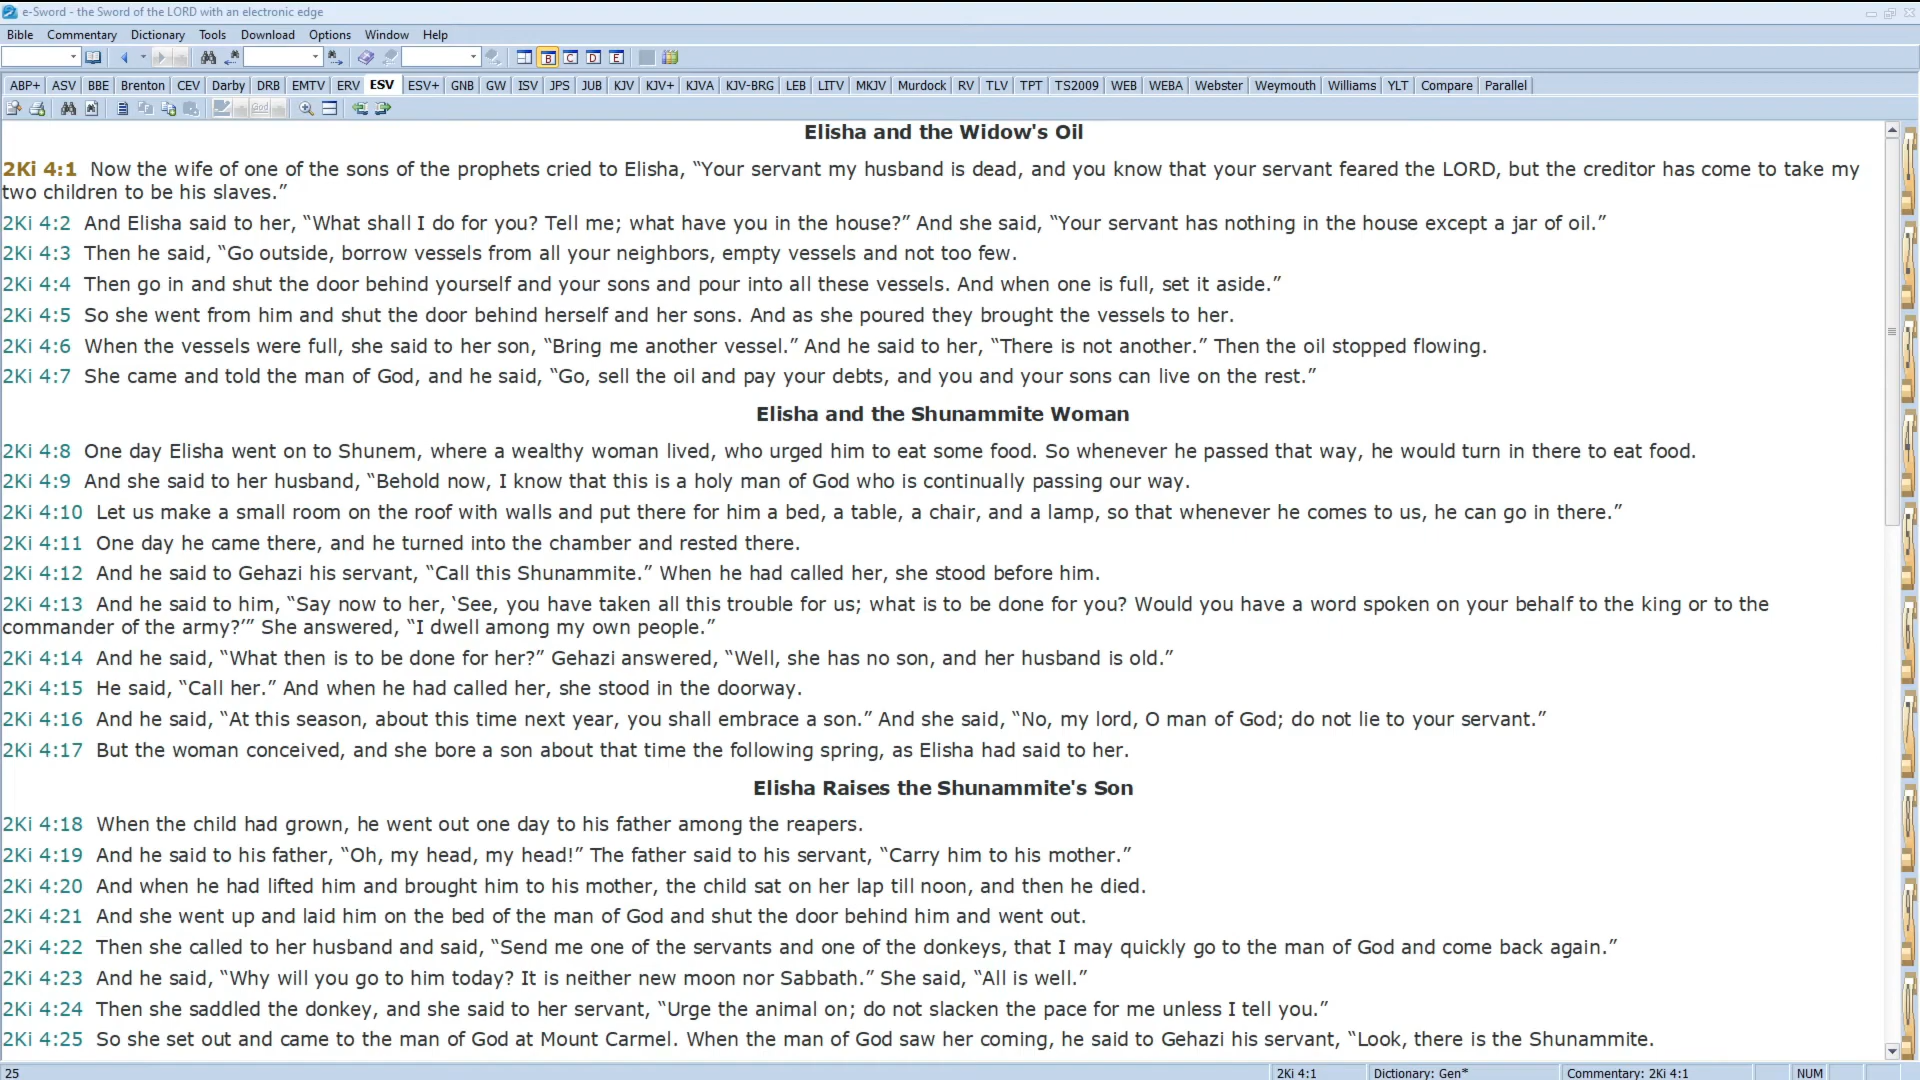 e-Sword - the Sword of the LORD with an electronic edge
Bible Commentary Dictionary Tools Download Options Window Help
B C D E
ABP+ ASV BBE Brenton CEV Darby DRB EMTV ERV ESV ESV+ GNB GW ISV JPS JUB KJV KJV+ KJVA KJV-BRG LEB LITV MKJV Murdock RV TLV TPT TS2009 WEB WEBA Webster Weymouth Williams YLT Compare Parallel
God
Elisha and the Widow's Oil
2Ki 4:1 Now the wife of one of the sons of the prophets cried to Elisha, “Your servant my husband is dead, and you know that your servant feared the LORD, but the creditor has come to take my
two children to be his slaves.”
2Ki 4:2 And Elisha said to her, “What shall I do for you? Tell me; what have you in the house?” And she said, “Your servant has nothing in the house except a jar of oil.”
2Ki 4:3 Then he said, “Go outside, borrow vessels from all your neighbors, empty vessels and not too few.
2Ki 4:4 Then go in and shut the door behind yourself and your sons and pour into all these vessels. And when one is full, set it aside.”
2Ki 4:5 So she went from him and shut the door behind herself and her sons. And as she poured they brought the vessels to her.
2Ki 4:6 When the vessels were full, she said to her son, “Bring me another vessel.” And he said to her, “There is not another.” Then the oil stopped flowing.
2Ki 4:7 She came and told the man of God, and he said, “Go, sell the oil and pay your debts, and you and your sons can live on the rest.”
Elisha and the Shunammite Woman
2Ki 4:8 One day Elisha went on to Shunem, where a wealthy woman lived, who urged him to eat some food. So whenever he passed that way, he would turn in there to eat food.
2Ki 4:9 And she said to her husband, “Behold now, I know that this is a holy man of God who is continually passing our way.
2Ki 4:10 Let us make a small room on the roof with walls and put there for him a bed, a table, a chair, and a lamp, so that whenever he comes to us, he can go in there.”
2Ki 4:11 One day he came there, and he turned into the chamber and rested there.
2Ki 4:12 And he said to Gehazi his servant, “Call this Shunammite.” When he had called her, she stood before him.
2Ki 4:13 And he said to him, “Say now to her, ‘See, you have taken all this trouble for us; what is to be done for you? Would you have a word spoken on your behalf to the king or to the
commander of the army?’” She answered, “I dwell among my own people.”
2Ki 4:14 And he said, “What then is to be done for her?” Gehazi answered, “Well, she has no son, and her husband is old.”
2Ki 4:15 He said, “Call her.” And when he had called her, she stood in the doorway.
2Ki 4:16 And he said, “At this season, about this time next year, you shall embrace a son.” And she said, “No, my lord, O man of God; do not lie to your servant.”
2Ki 4:17 But the woman conceived, and she bore a son about that time the following spring, as Elisha had said to her.
Elisha Raises the Shunammite's Son
2Ki 4:18 When the child had grown, he went out one day to his father among the reapers.
2Ki 4:19 And he said to his father, “Oh, my head, my head!” The father said to his servant, “Carry him to his mother.”
2Ki 4:20 And when he had lifted him and brought him to his mother, the child sat on her lap till noon, and then he died.
2Ki 4:21 And she went up and laid him on the bed of the man of God and shut the door behind him and went out.
2Ki 4:22 Then she called to her husband and said, “Send me one of the servants and one of the donkeys, that I may quickly go to the man of God and come back again.”
2Ki 4:23 And he said, “Why will you go to him today? It is neither new moon nor Sabbath.” She said, “All is well.”
2Ki 4:24 Then she saddled the donkey, and she said to her servant, “Urge the animal on; do not slacken the pace for me unless I tell you.”
2Ki 4:25 So she set out and came to the man of God at Mount Carmel. When the man of God saw her coming, he said to Gehazi his servant, “Look, there is the Shunammite.
25 2Ki 4:1 Dictionary: Gen* Commentary: 2Ki 4:1 NUM